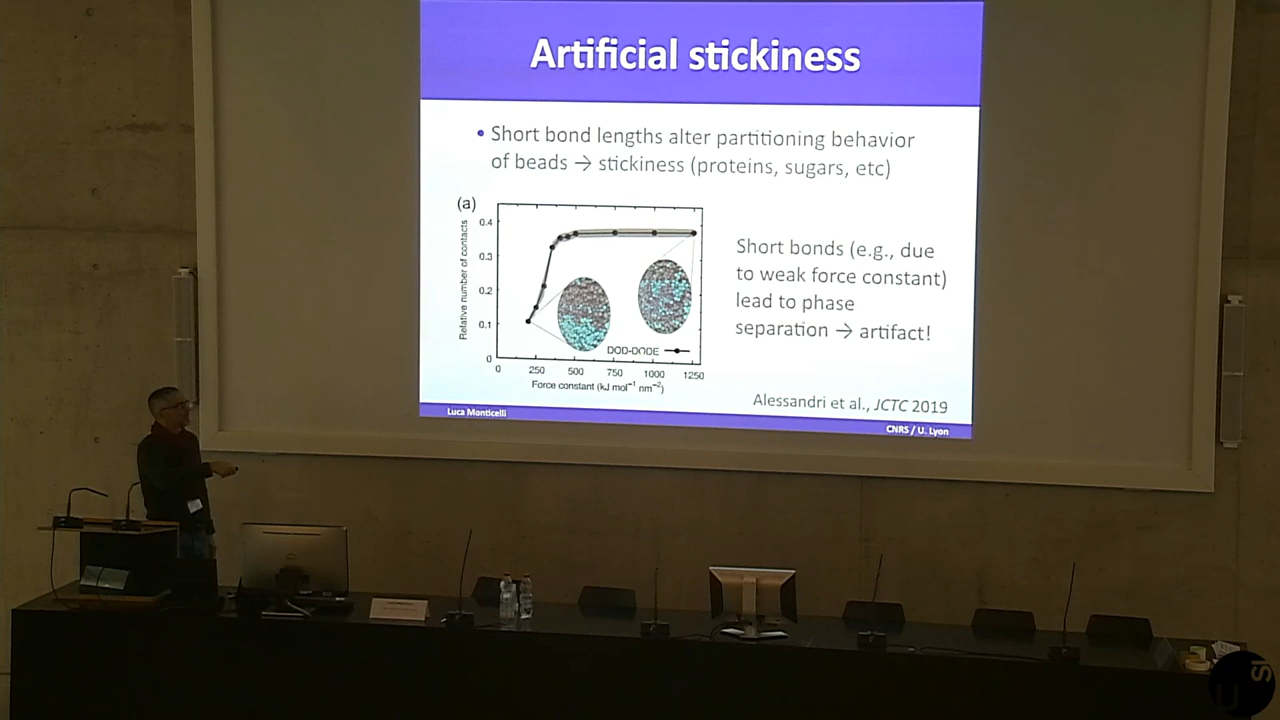 Artificial stickiness
• Short bond lengths alter partitioning behavior
of beads → stickiness (proteins, sugars, etc)
(a)
Relative number of contacts
0.4
0.3
0.2
0.1
0
0 250 500 750 1000 1250
Force constant (kJ mol⁻¹ nm⁻²)
DOD-DODE
Short bonds (e.g., due
to weak force constant)
lead to phase
separation → artifact!
Alessandri et al., JCTC 2019
Luca Monticelli
CNRS / U. Lyon
U
SI